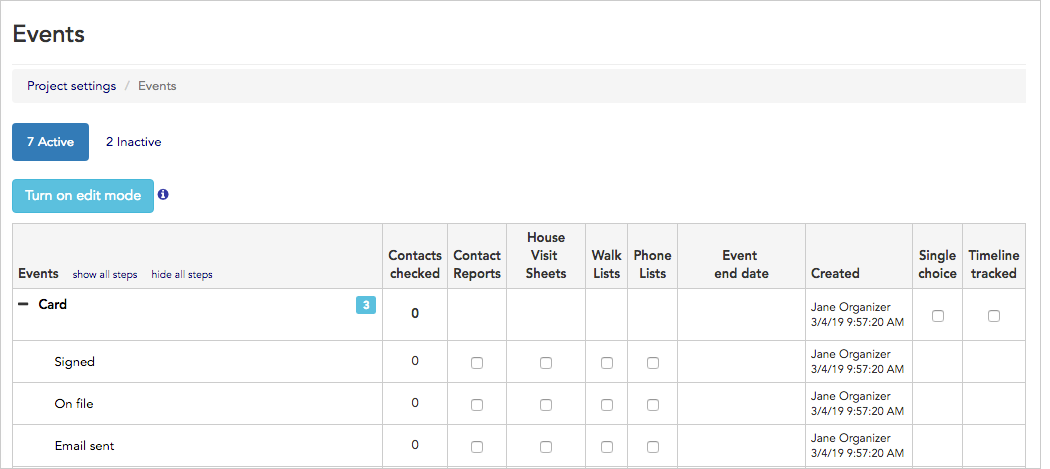 Events
Project settings / Events
7 Active 2 Inactive
Turn on edit mode
Events show all steps hide all steps
Contacts
checked
Contact
Reports
House
Visit
Sheets
Walk
Lists
Phone
Lists
Event
end date
Created
Single
choice
Timeline
tracked
Card 3 0
Jane Organizer
3/4/19 9:57:20 AM
Signed 0
Jane Organizer
3/4/19 9:57:20 AM
On file 0
Jane Organizer
3/4/19 9:57:20 AM
Email sent 0
Jane Organizer
3/4/19 9:57:20 AM